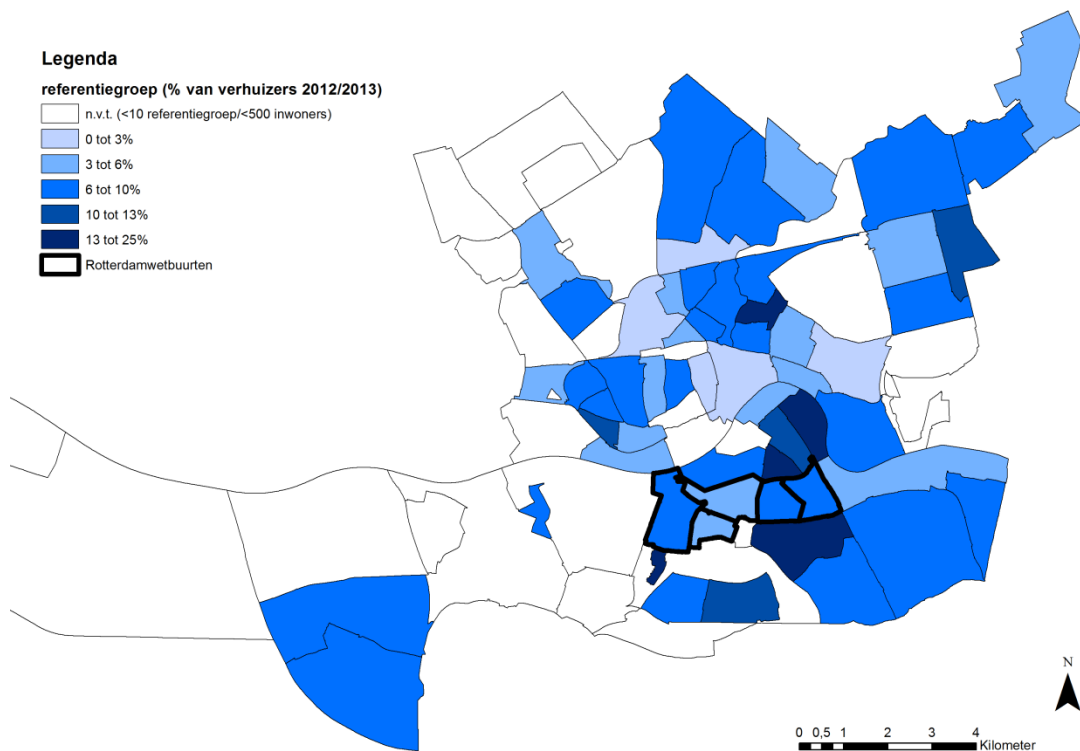 Legenda
referentiegroep (% van verhuizers 2012/2013)
n.v.t. (<10 referentiegroep/<500 inwoners)
0 tot 3%
3 tot 6%
6 tot 10%
10 tot 13%
13 tot 25%
Rotterdamwetbuurten
N
0 0,5 1 2 3 4
Kilometer